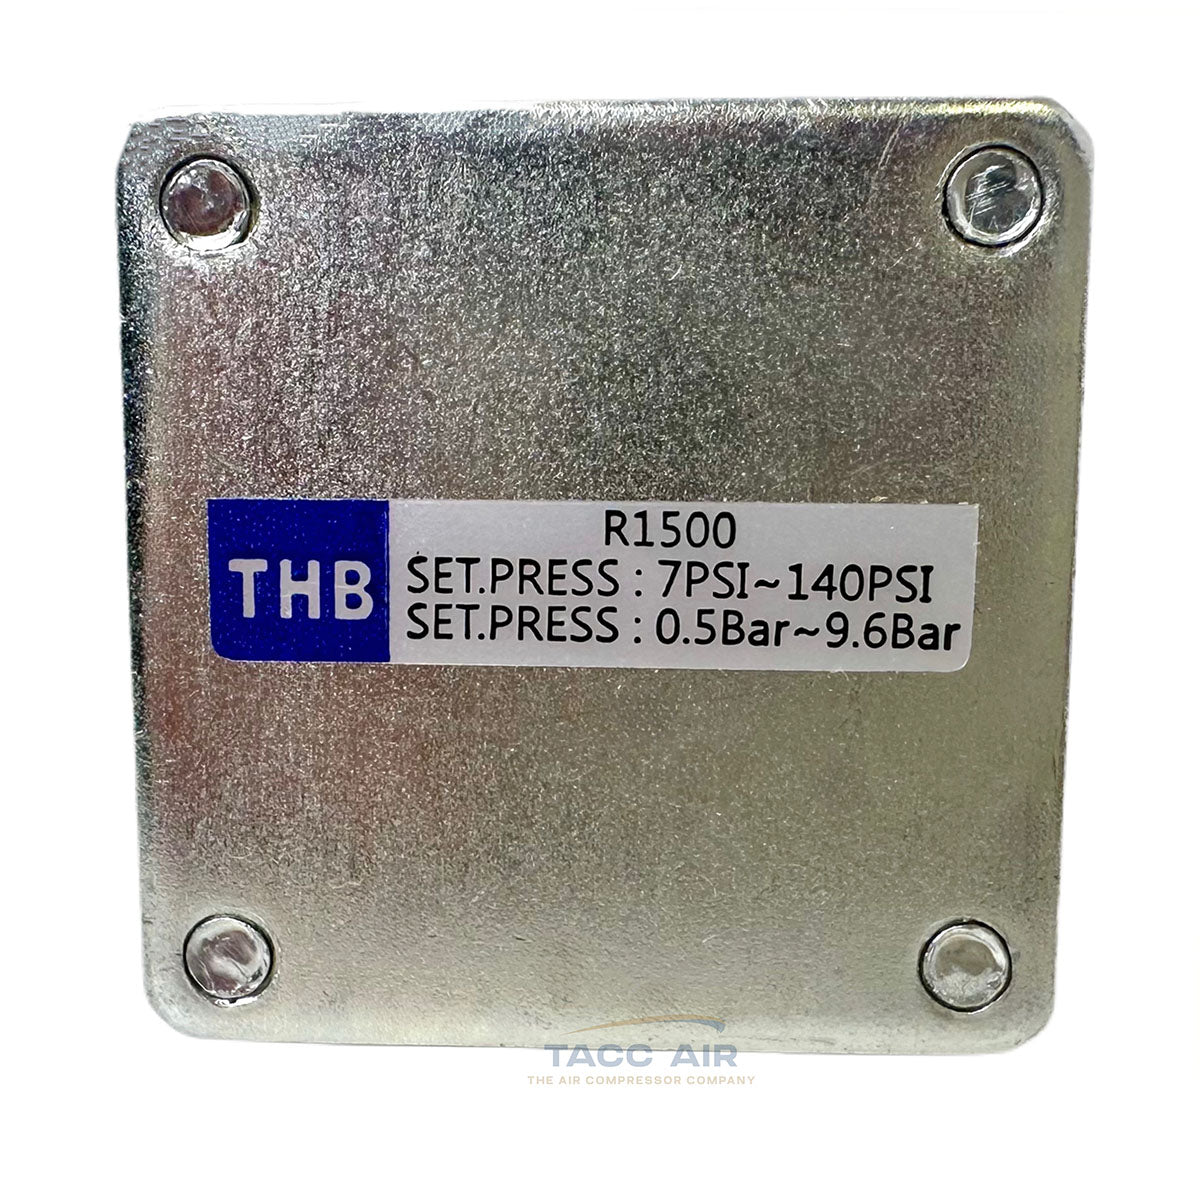 THB
R1500
SET.PRESS : 7PSI~140PSI
SET.PRESS : 0.5Bar~9.6Bar
TACC AIR
THE AIR COMPRESSOR COMPANY